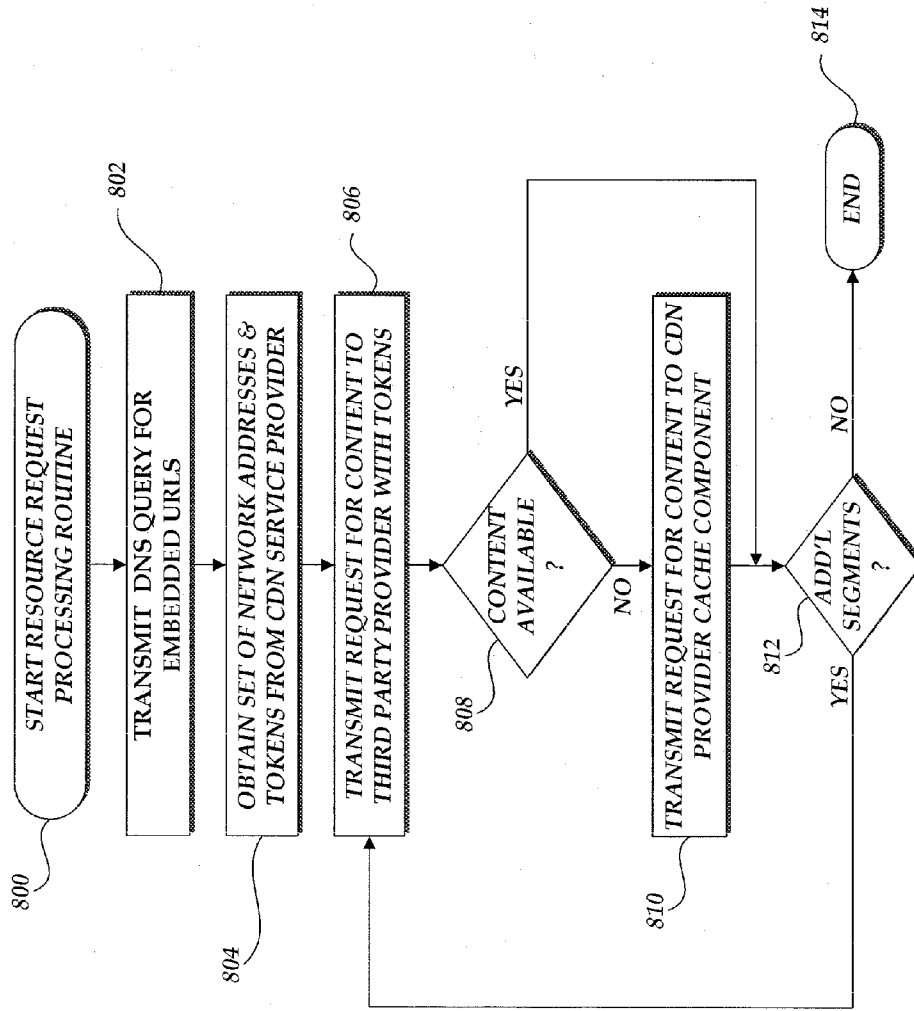 800
START RESOURCE REQUEST
PROCESSING ROUTINE
802
TRANSMIT DNS QUERY FOR
EMBEDDED URLS
804
OBTAIN SET OF NETWORK ADDRESSES &
TOKENS FROM CDN SERVICE PROVIDER
806
TRANSMIT REQUEST FOR CONTENT TO
THIRD PARTY PROVIDER WITH TOKENS
808
CONTENT
AVAILABLE
?
YES
NO
810
TRANSMIT REQUEST FOR CONTENT TO CDN
PROVIDER CACHE COMPONENT
812
ADD'L
SEGMENTS
?
YES
NO
END
814